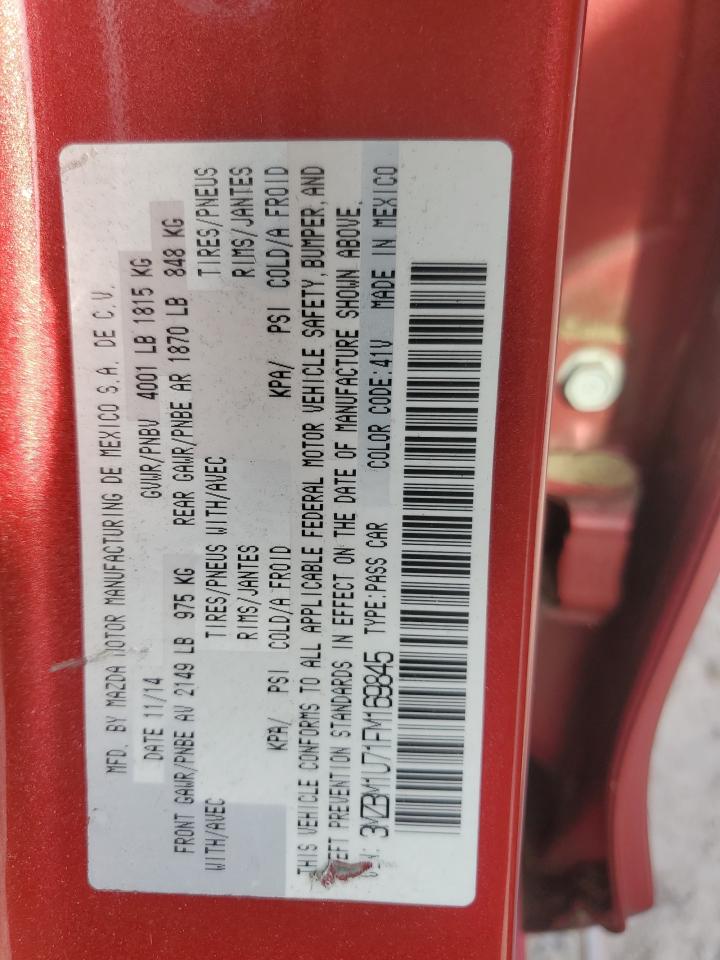 MFD. BY MAZDA MOTOR MANUFACTURING DE MEXICO S.A. DE C.V.
DATE 11/14 GVWR/PNBV 4001 LB 1815 KG
FRONT GAWR/PNBE AV 2149 LB 975 KG REAR GAWR/PNBE AR 1870 LB 848 KG
WITH/AVEC TIRES/PNEUS WITH/AVEC TIRES/PNEUS
RIMS/JANTES RIMS/JANTES
KPA/ PSI COLD/A FROID KPA/ PSI COLD/A FROID
THIS VEHICLE CONFORMS TO ALL APPLICABLE FEDERAL MOTOR VEHICLE SAFETY, BUMPER, AND
THEFT PREVENTION STANDARDS IN EFFECT ON THE DATE OF MANUFACTURE SHOWN ABOVE.
3MZBM1U71FM169845 TYPE:PASS CAR COLOR CODE:41V MADE IN MEXICO